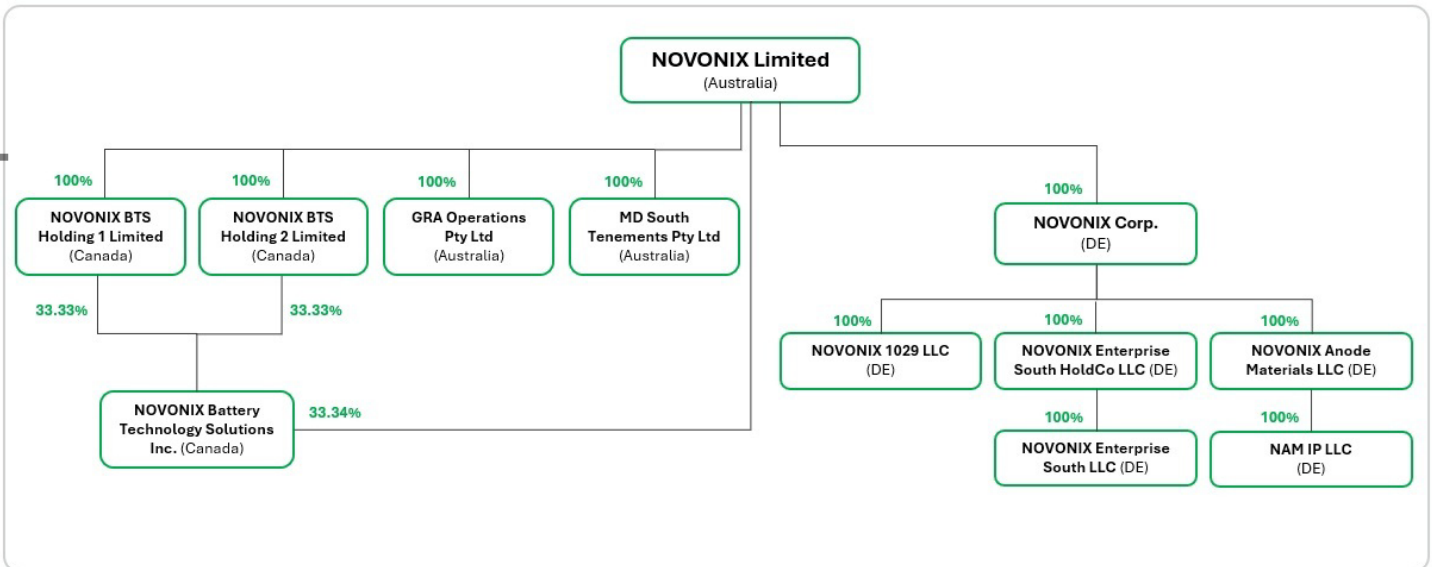 NOVONIX Limited
(Australia)
100%
100%
100%
100%
100%
NOVONIX BTS
Holding 1 Limited
(Canada)
NOVONIX BTS
Holding 2 Limited
(Canada)
GRA Operations
Pty Ltd
(Australia)
MD South
Tenements Pty Ltd
(Australia)
NOVONIX Corp.
(DE)
33.33%
33.33%
100%
100%
100%
NOVONIX 1029 LLC
(DE)
NOVONIX Enterprise
South HoldCo LLC (DE)
NOVONIX Anode
Materials LLC (DE)
NOVONIX Battery
Technology Solutions
Inc. (Canada)
33.34%
100%
100%
NOVONIX Enterprise
South LLC (DE)
NAM IP LLC
(DE)